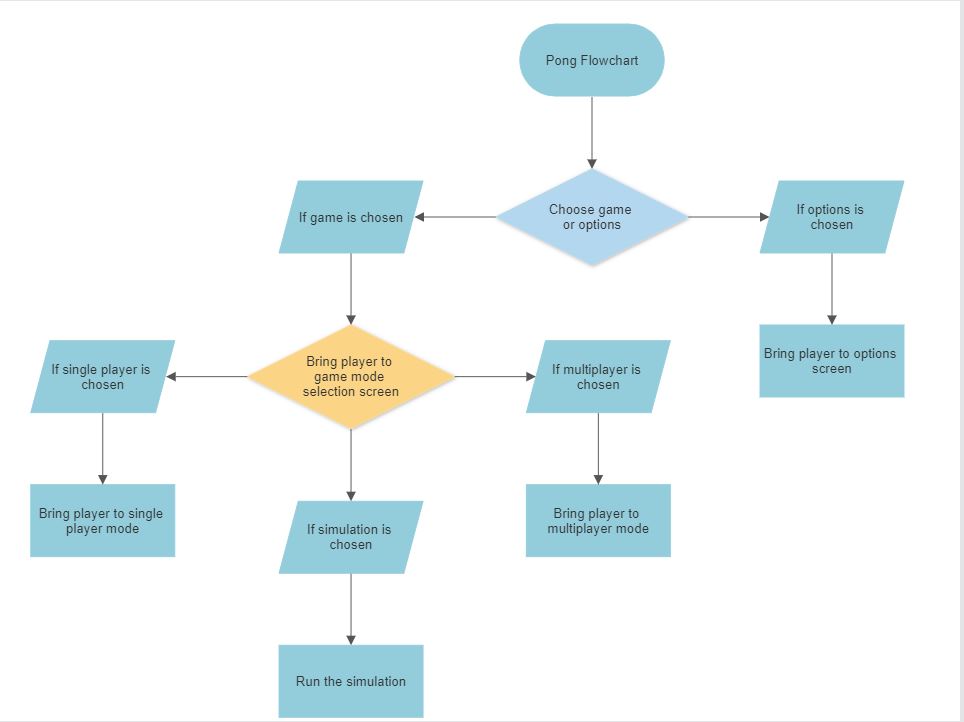 Pong Flowchart
If game is chosen
Choose game
or options
If options is
chosen
If single player is
chosen
Bring player to
game mode
selection screen
If multiplayer is
chosen
Bring player to options
screen
Bring player to single
player mode
If simulation is
chosen
Bring player to
multiplayer mode
Run the simulation